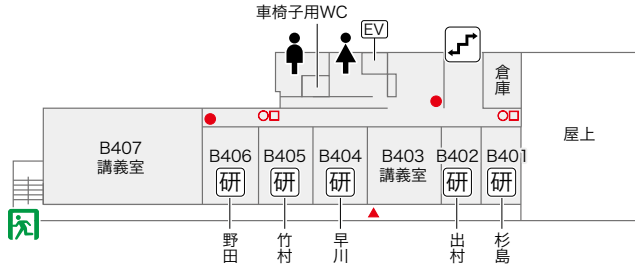 車椅子用WC
EV
倉庫
屋上
B407
講義室
B406
研
B405
研
B404
研
B403
講義室
B402
研
B401
研
野田
竹村
早川
出村
杉島